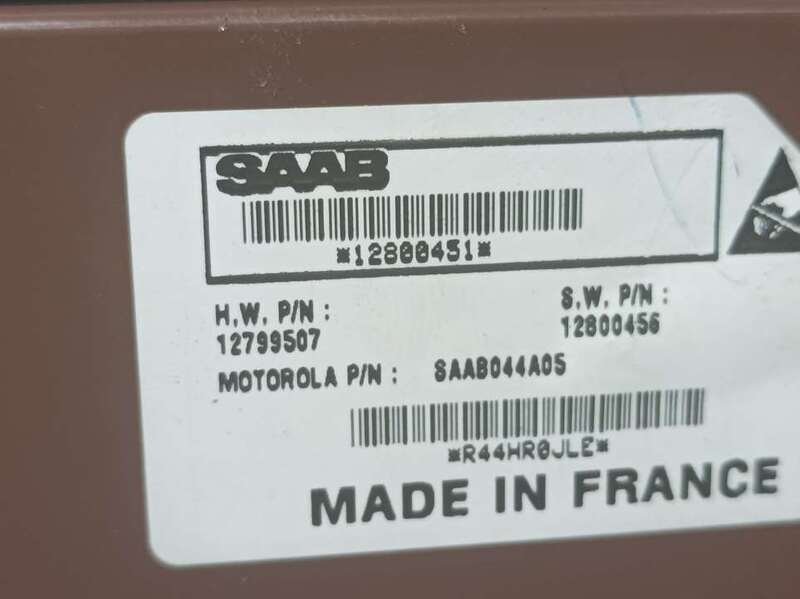 SAAB
*12800451*
H.W. P/N :
12799507
S.W. P/N :
12800456
MOTOROLA P/N : SAAB044A05
*R44HR0JLE*
MADE IN FRANCE